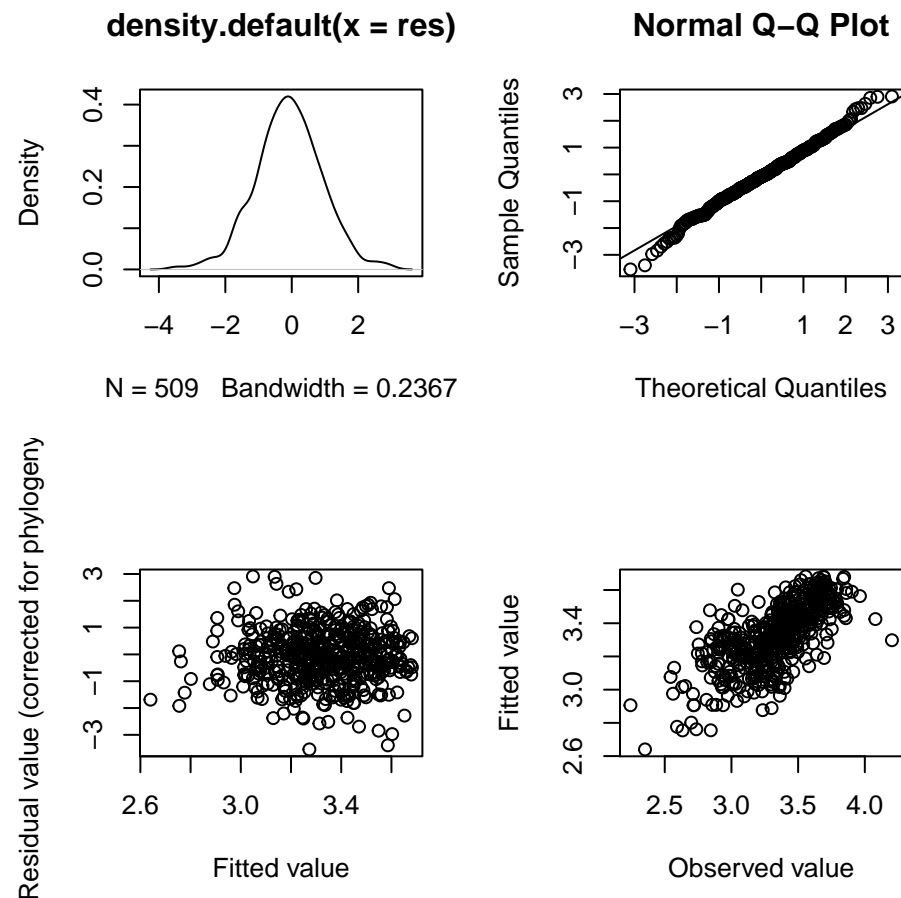 density.default(x = res)
Density
0.0 0.2 0.4
−4 −2 0 2
N = 509 Bandwidth = 0.2367
Normal Q−Q Plot
Sample Quantiles
−3 −1 1 3
−3 −1 1 2 3
Theoretical Quantiles
Residual value (corrected for phylogeny
−3 −1 1 3
2.6 3.0 3.4
Fitted value
Fitted value
2.6 3.0 3.4
2.5 3.0 3.5 4.0
Observed value